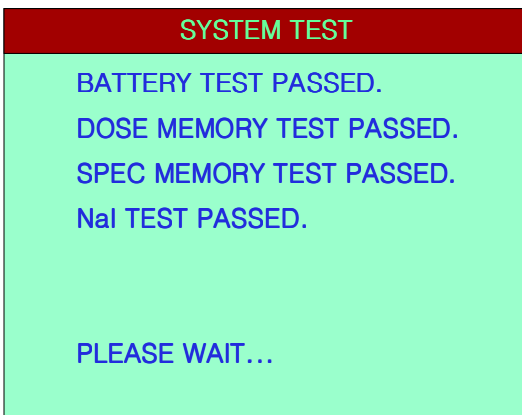 SYSTEM TEST
BATTERY TEST PASSED.
DOSE MEMORY TEST PASSED.
SPEC MEMORY TEST PASSED.
NaI TEST PASSED.
PLEASE WAIT...